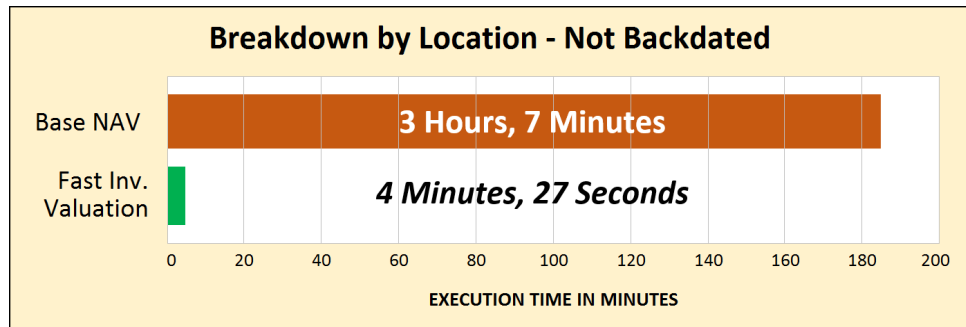 Breakdown by Location - Not Backdated
Base NAV
3 Hours, 7 Minutes
Fast Inv.
Valuation
4 Minutes, 27 Seconds
0 20 40 60 80 100 120 140 160 180 200
EXECUTION TIME IN MINUTES